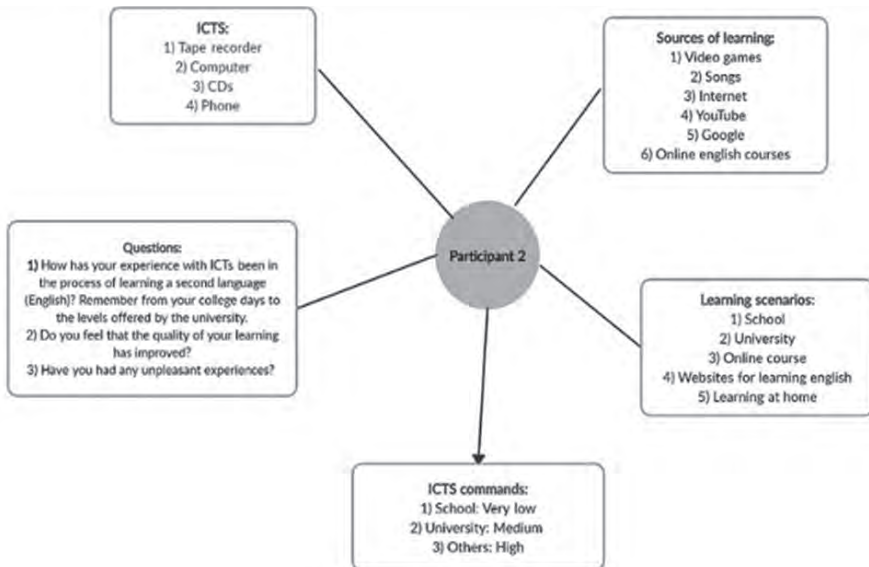 ICTS:
1) Tape recorder
2) Computer
3) CDs
4) Phone
Sources of learning:
1) Video games
2) Songs
3) Internet
4) YouTube
5) Google
6) Online english courses
Participant 2
Questions:
1) How has your experience with ICTs been in
the process of learning a second language
(English)? Remember from your college days to
the levels offered by the university.
2) Do you feel that the quality of your learning
has improved?
3) Have you had any unpleasant experiences?
Learning scenarios:
1) School
2) University
3) Online course
4) Websites for learning english
5) Learning at home
ICTS commands:
1) School: Very low
2) University: Medium
3) Others: High